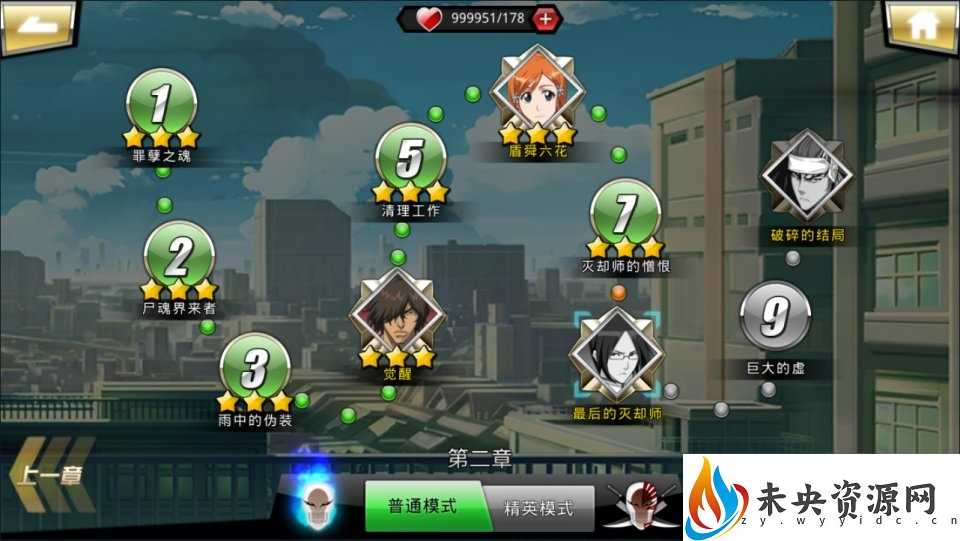 999951/178
1
罪孽之魂
2
尸魂界来者
3
雨中的伪装
觉醒
5
清理工作
盾舜六花
7
灭却师的憎恨
最后的灭却师
9
巨大的虚
破碎的结局
上一章
第二章
普通模式
精英模式
未央资源网
zy.wyyidc.cn